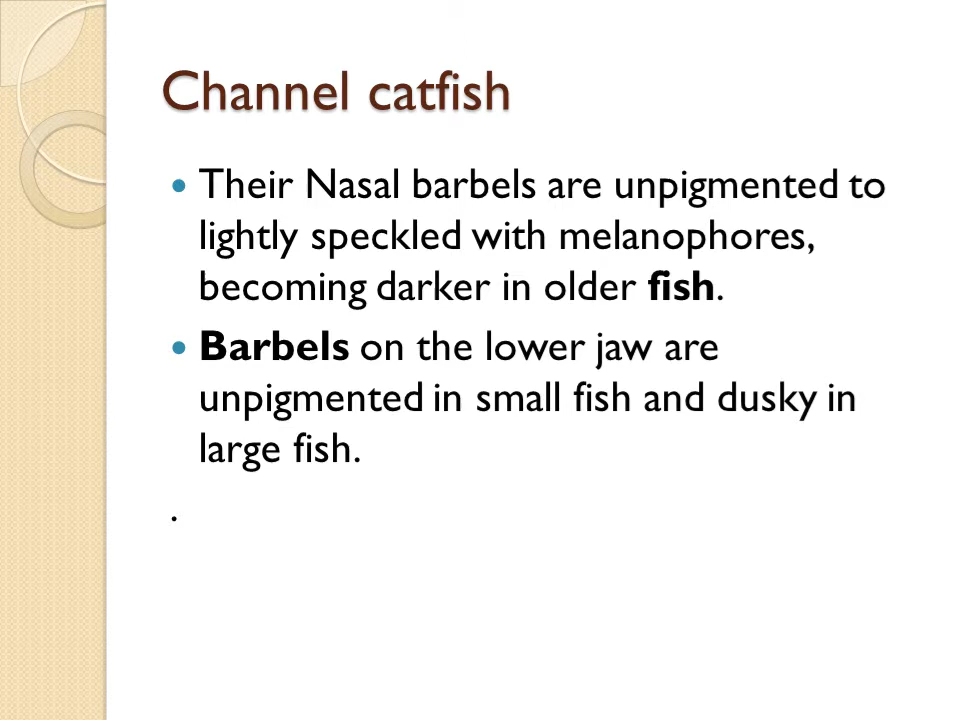 Channel catfish
• Their Nasal barbels are unpigmented to
lightly speckled with melanophores,
becoming darker in older fish.
• Barbels on the lower jaw are
unpigmented in small fish and dusky in
large fish.
.